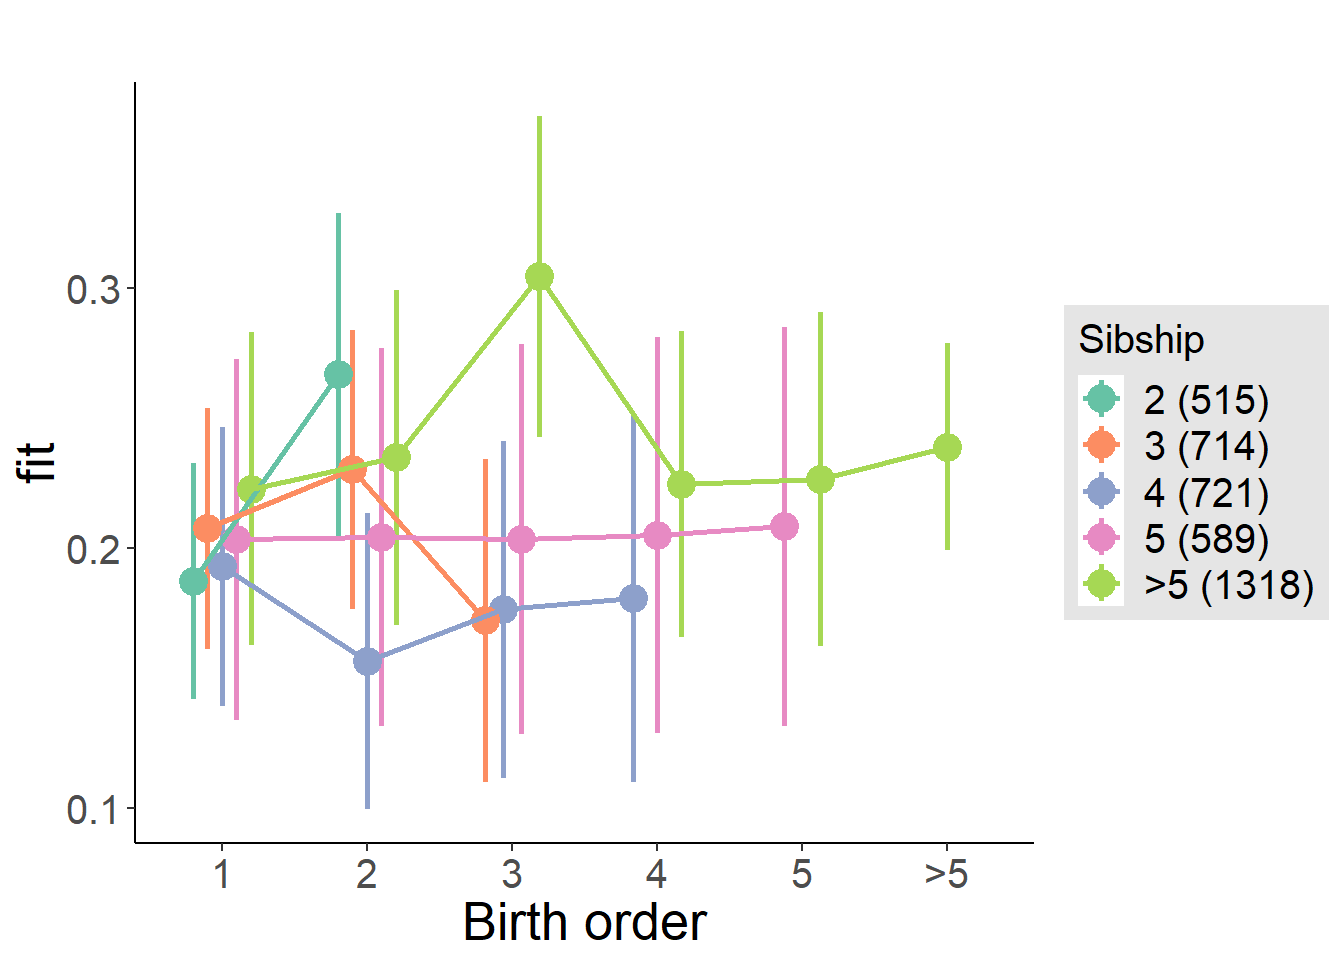 fit
0.3
0.2
0.1
1 2 3 4 5 >5
Birth order
Sibship
2 (515)
3 (714)
4 (721)
5 (589)
>5 (1318)